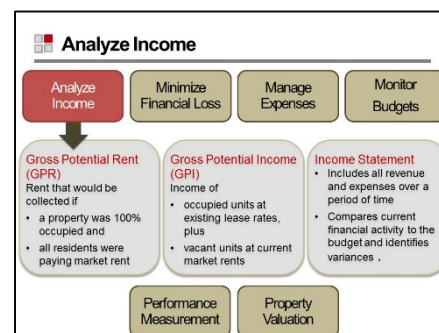 Analyze Income
Analyze
Income
Minimize
Financial Loss
Manage
Expenses
Monitor
Budgets
Gross Potential Rent
(GPR)
Rent that would be
collected if
• a property was 100%
occupied and
• all residents were
paying market rent
Gross Potential Income
(GPI)
Income of
• occupied units at
existing lease rates,
plus
• vacant units at current
market rents
Income Statement
• Includes all revenue
and expenses over a
period of time
• Compares current
financial activity to the
budget and identifies
variances .
Performance
Measurement
Property
Valuation